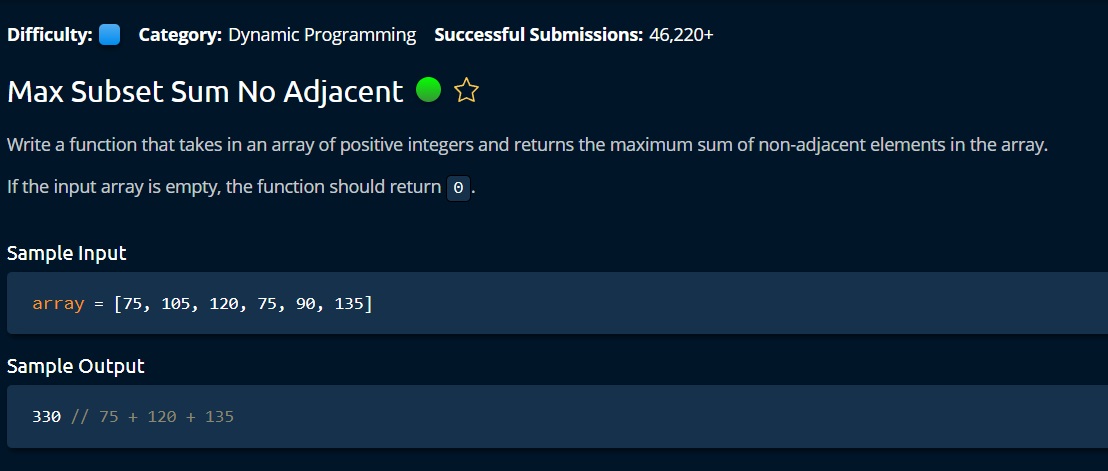 Difficulty: Category: Dynamic Programming Successful Submissions: 46,220+
Max Subset Sum No Adjacent
Write a function that takes in an array of positive integers and returns the maximum sum of non-adjacent elements in the array.
If the input array is empty, the function should return 0.
Sample Input
array = [75, 105, 120, 75, 90, 135]
Sample Output
330 // 75 + 120 + 135